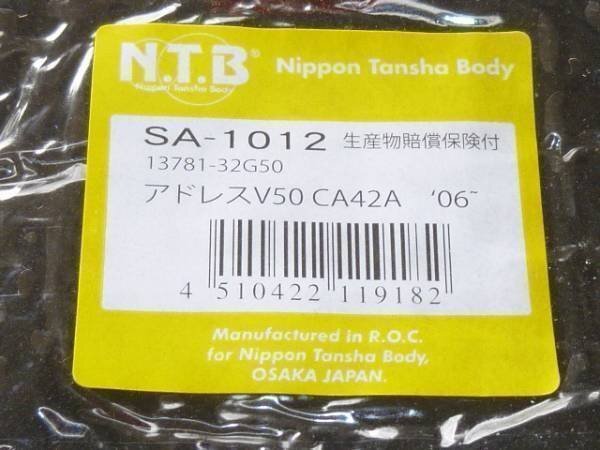 N.T.B® Nippon Tansha Body
Nippon Tansha Body
SA-1012 生産物賠償保険付
13781-32G50
アドレスV50 CA42A '06~
4 510422 119182
Manufactured in R.O.C.
for Nippon Tansha Body,
OSAKA JAPAN.